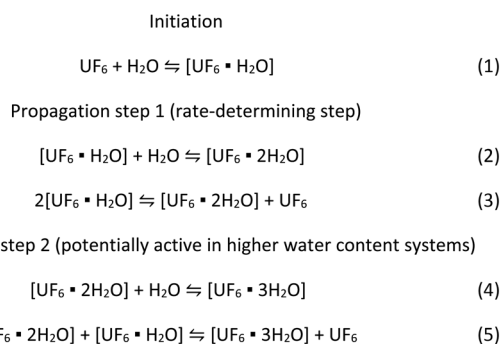 Initiation
UF₆ + H₂O ⇋ [UF₆ ▪ H₂O] (1)
Propagation step 1 (rate-determining step)
[UF₆ ▪ H₂O] + H₂O ⇋ [UF₆ ▪ 2H₂O] (2)
2[UF₆ ▪ H₂O] ⇋ [UF₆ ▪ 2H₂O] + UF₆ (3)
step 2 (potentially active in higher water content systems)
[UF₆ ▪ 2H₂O] + H₂O ⇋ [UF₆ ▪ 3H₂O] (4)
F₆ ▪ 2H₂O] + [UF₆ ▪ H₂O] ⇋ [UF₆ ▪ 3H₂O] + UF₆ (5)